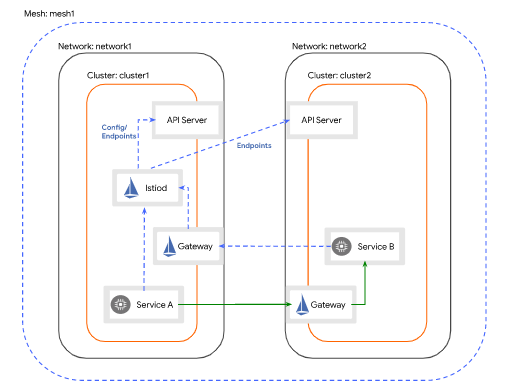 Mesh: mesh1
Network: network1
Network: network2
Cluster: cluster1
Cluster: cluster2
API Server
API Server
Config/
Endpoints
Endpoints
Istiod
Gateway
Service B
Service A
Gateway